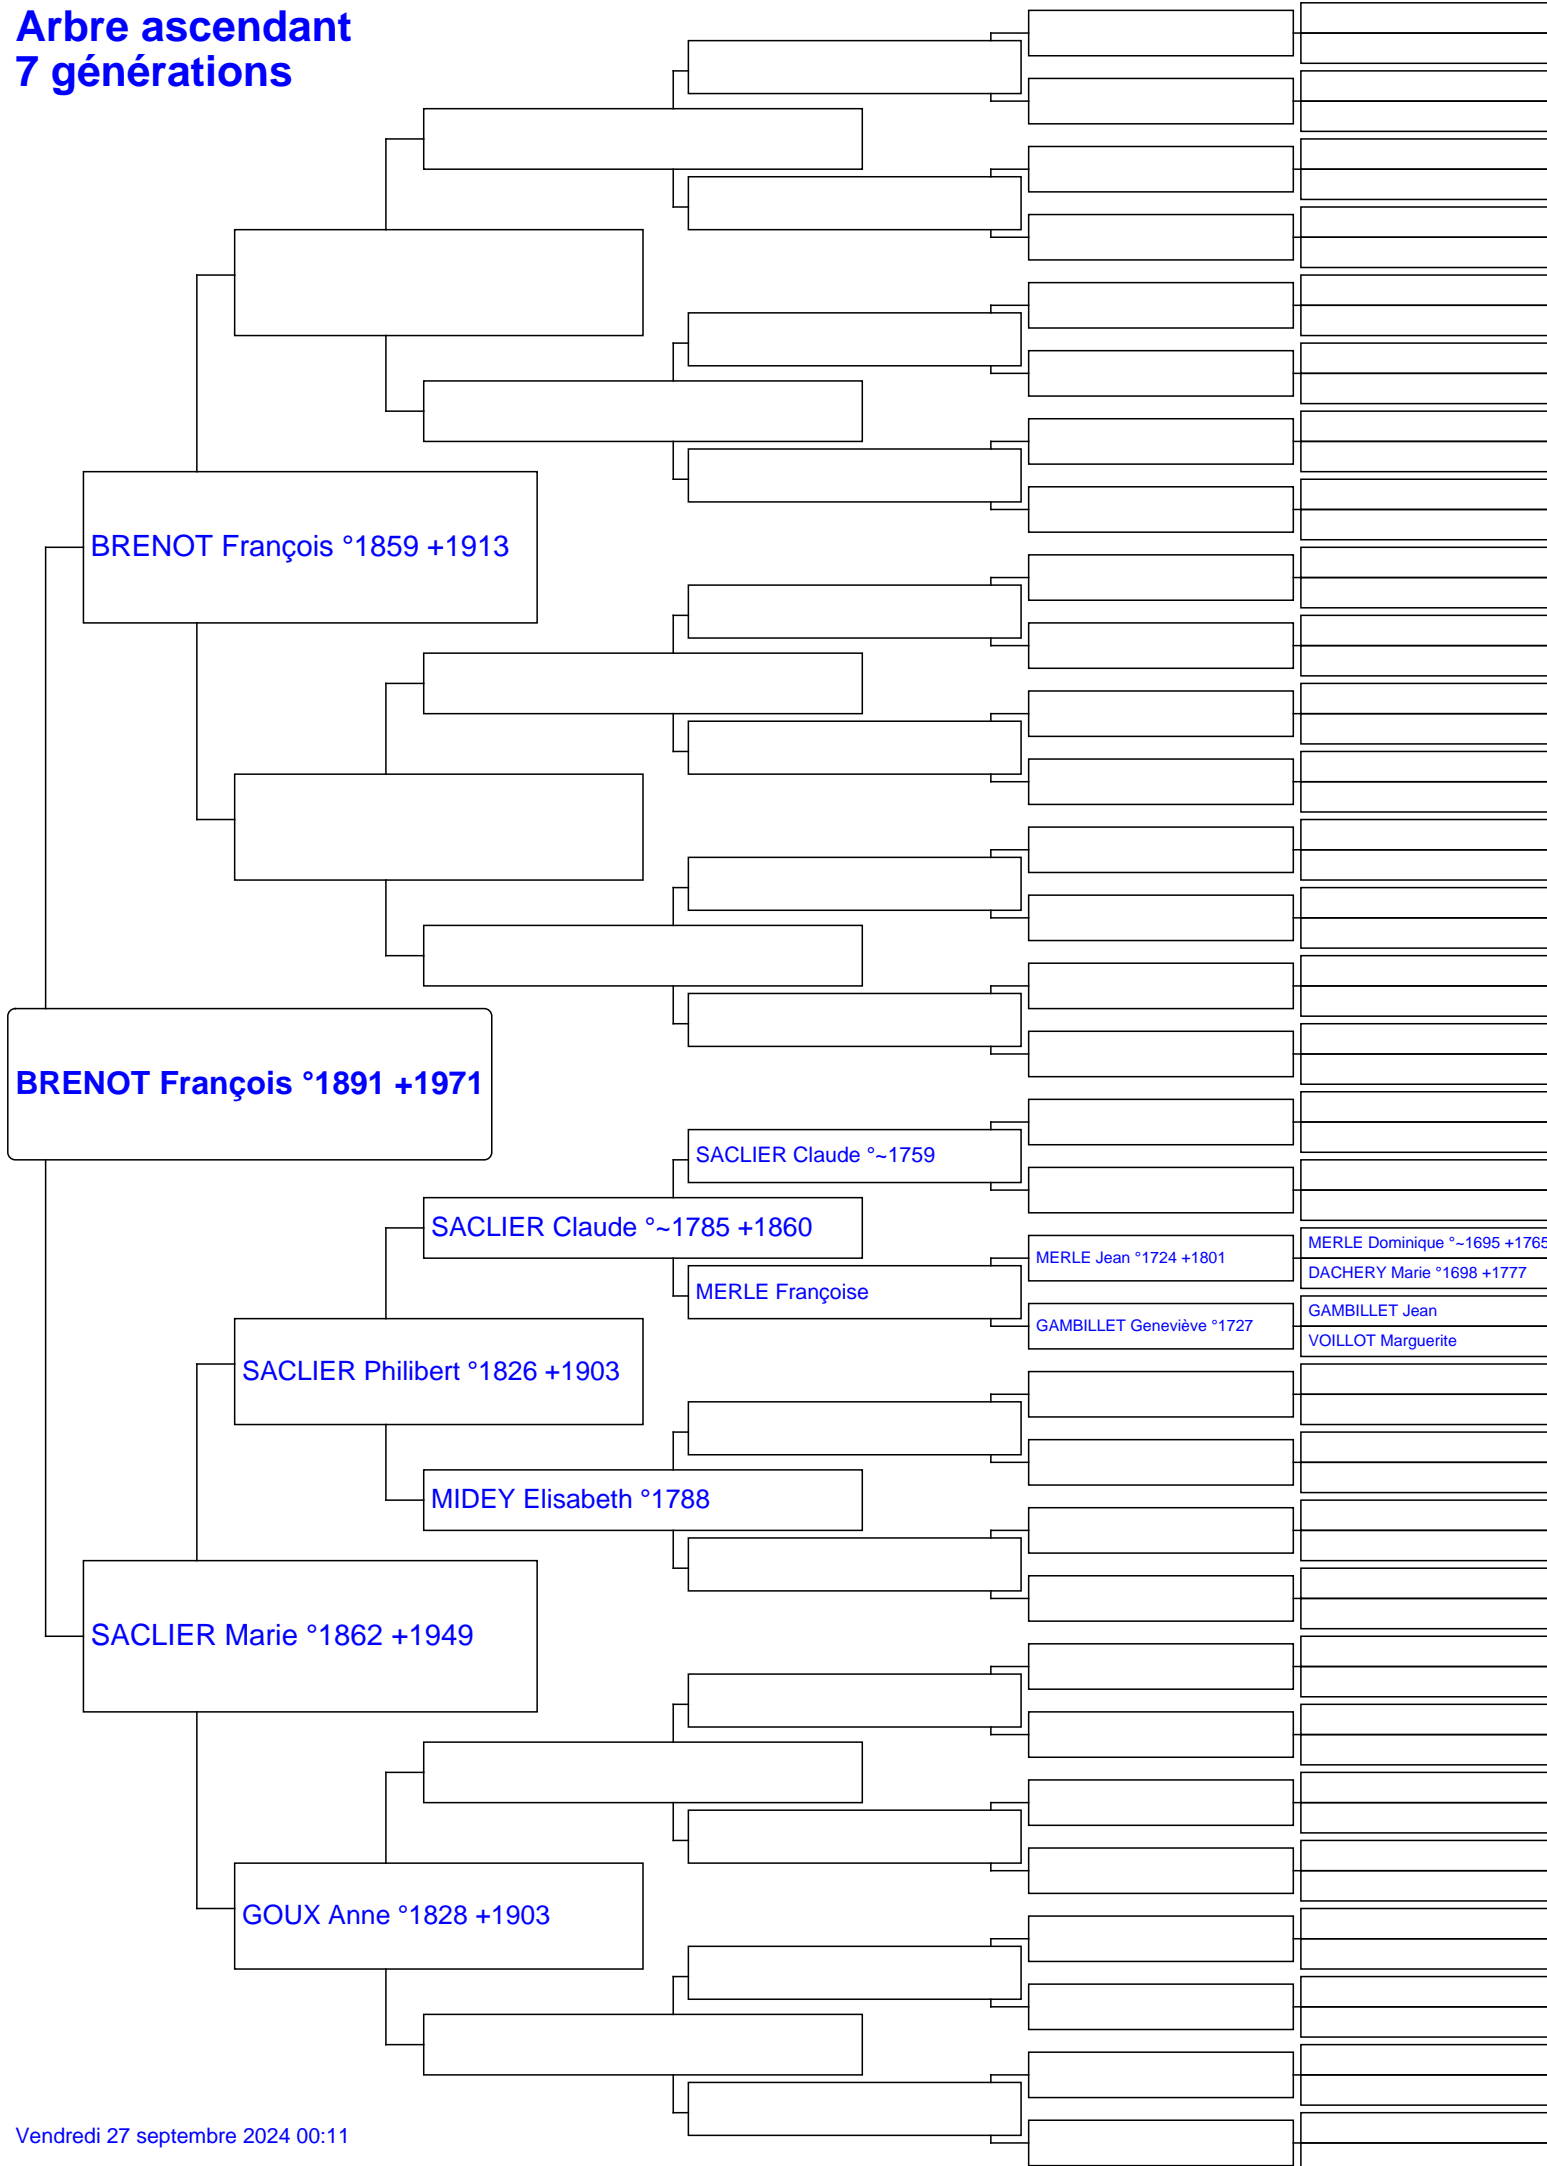 Arbre ascendant
7 générations
BRENOT François °1859 +1913
BRENOT François °1891 +1971
SACLIER Claude °~1759
SACLIER Claude °~1785 +1860
MERLE Jean °1724 +1801
MERLE Dominique °~1695 +1765
DACHERY Marie °1698 +1777
MERLE Françoise
GAMBILLET Geneviève °1727
GAMBILLET Jean
VOILLOT Marguerite
SACLIER Philibert °1826 +1903
MIDEY Elisabeth °1788
SACLIER Marie °1862 +1949
GOUX Anne °1828 +1903
Vendredi 27 septembre 2024 00:11